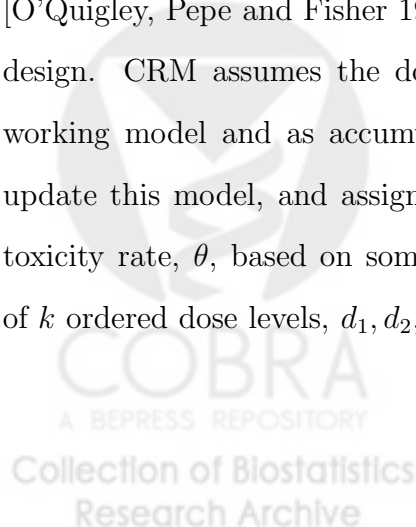 [O'Quigley, Pepe and Fisher 19
design. CRM assumes the do
working model and as accumu
update this model, and assign
toxicity rate, θ, based on som
of k ordered dose levels, d₁, d₂,
COBRA
A BEPRESS REPOSITORY
Collection of Biostatistics
Research Archive